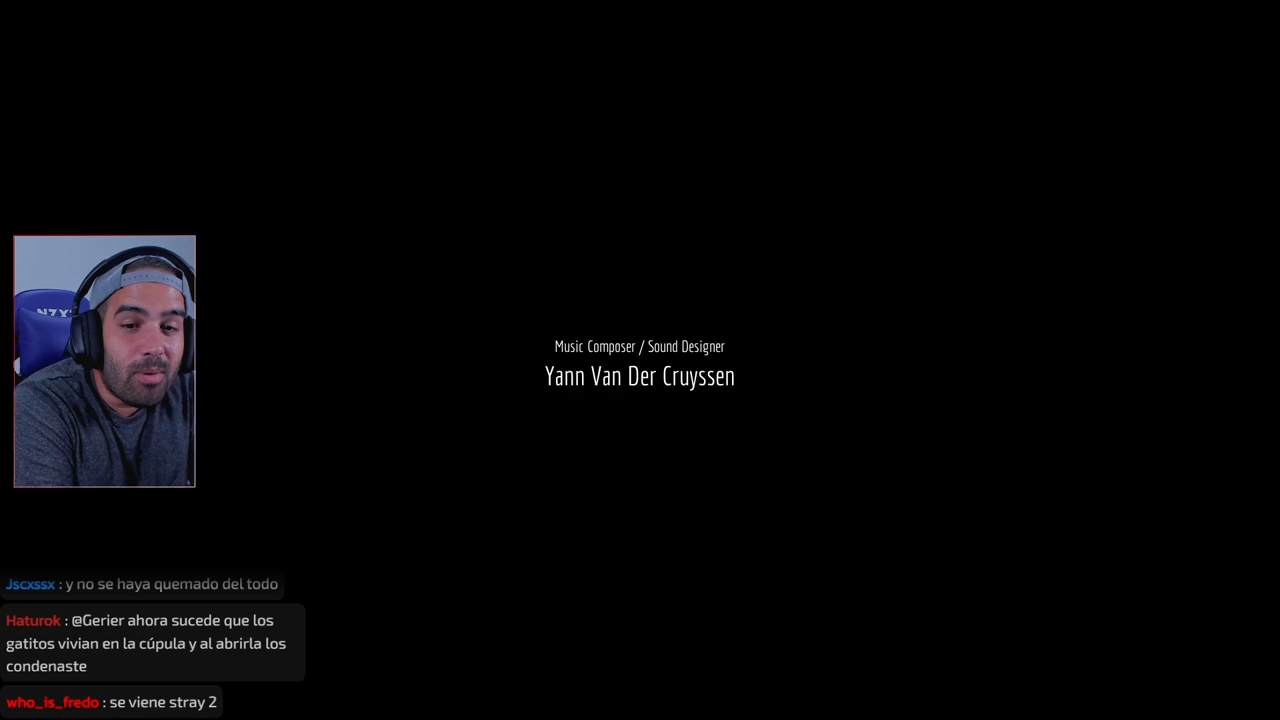 NZXT
Music Composer / Sound Designer
Yann Van Der Cruyssen
Jscxssx : y no se haya quemado del todo
Haturok : @Gerier ahora sucede que los
gatitos vivian en la cúpula y al abrirla los
condenaste
who_is_fredo : se viene stray 2